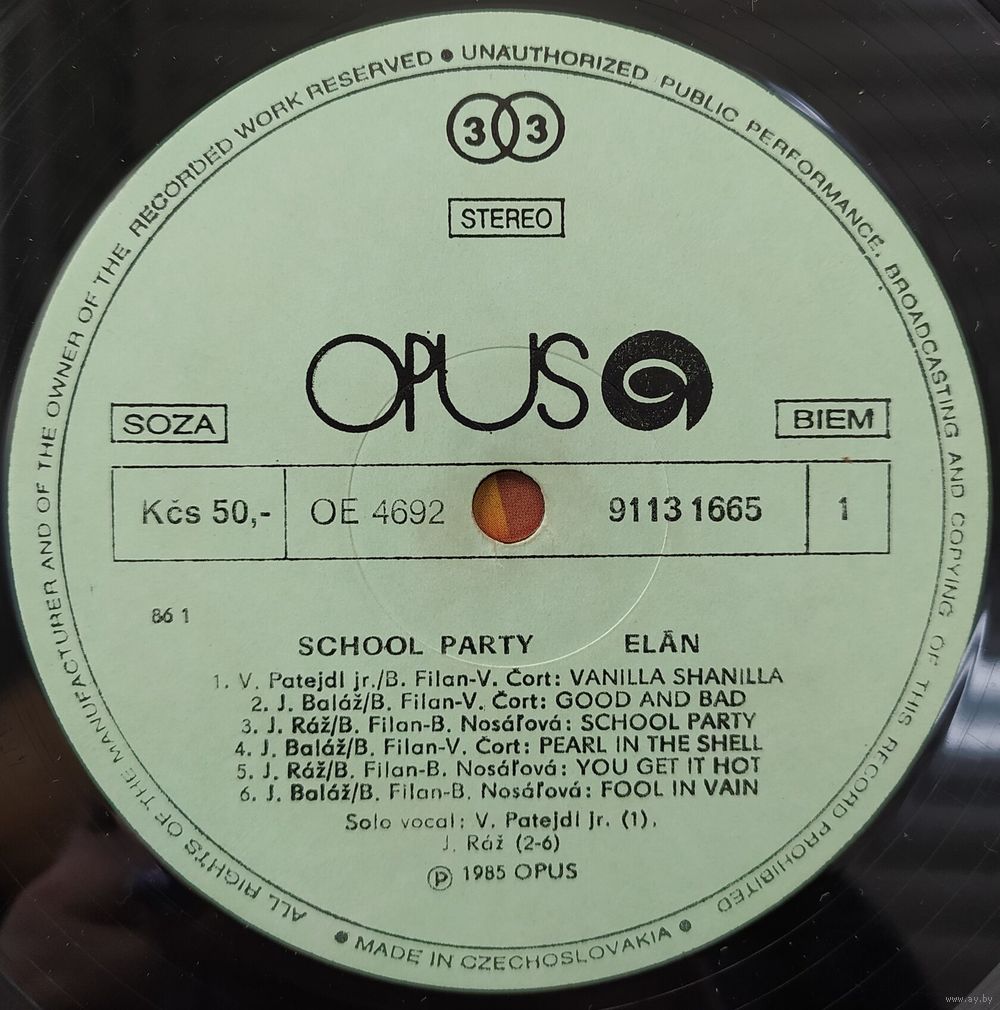 ALL RIGHTS OF THE MANUFACTURER AND OF THE OWNER OF THE RECORDED WORK RESERVED ● UNAUTHORIZED PUBLIC PERFORMANCE, BROADCASTING AND COPYING OF THIS RECORD PROHIBITED
33
STEREO
OPUS
SOZA
BIEM
Kčs 50,-
OE 4692
9113 1665
1
86 1
SCHOOL PARTY ELÁN
1. V. Patejdl jr./B. Filan-V. Čort: VANILLA SHANILLA
2. J. Baláž/B. Filan-V. Čort: GOOD AND BAD
3. J. Ráž/B. Filan-B. Nosáľová: SCHOOL PARTY
4. J. Baláž/B. Filan-V. Čort: PEARL IN THE SHELL
5. J. Ráž/B. Filan-B. Nosáľová: YOU GET IT HOT
6. J. Baláž/B. Filan-B. Nosáľová: FOOL IN VAIN
Solo vocal: V. Patejdl jr. (1),
J. Ráž (2-6)
Ⓟ 1985 OPUS
● MADE IN CZECHOSLOVAKIA ●
www.ay.by